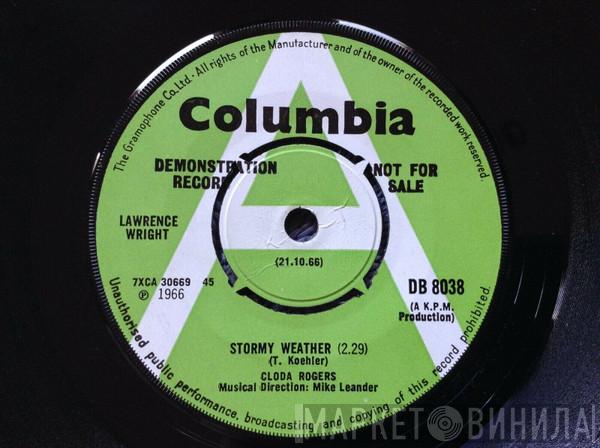 The Gramophone Co. Ltd. · All rights of the Manufacturer and of the owner of the recorded work reserved.
Columbia
DEMONSTRATION
RECORD
NOT FOR
SALE
LAWRENCE
WRIGHT
(21.10.66)
7XCA 30669 45
℗ 1966
DB 8038
(A K.P.M.
Production)
STORMY WEATHER (2.29)
(T. Koehler)
CLODA ROGERS
Musical Direction: Mike Leander
Unauthorised public performance, broadcasting and copying of this record prohibited.
A
МАРКЕТ ВИНИЛА